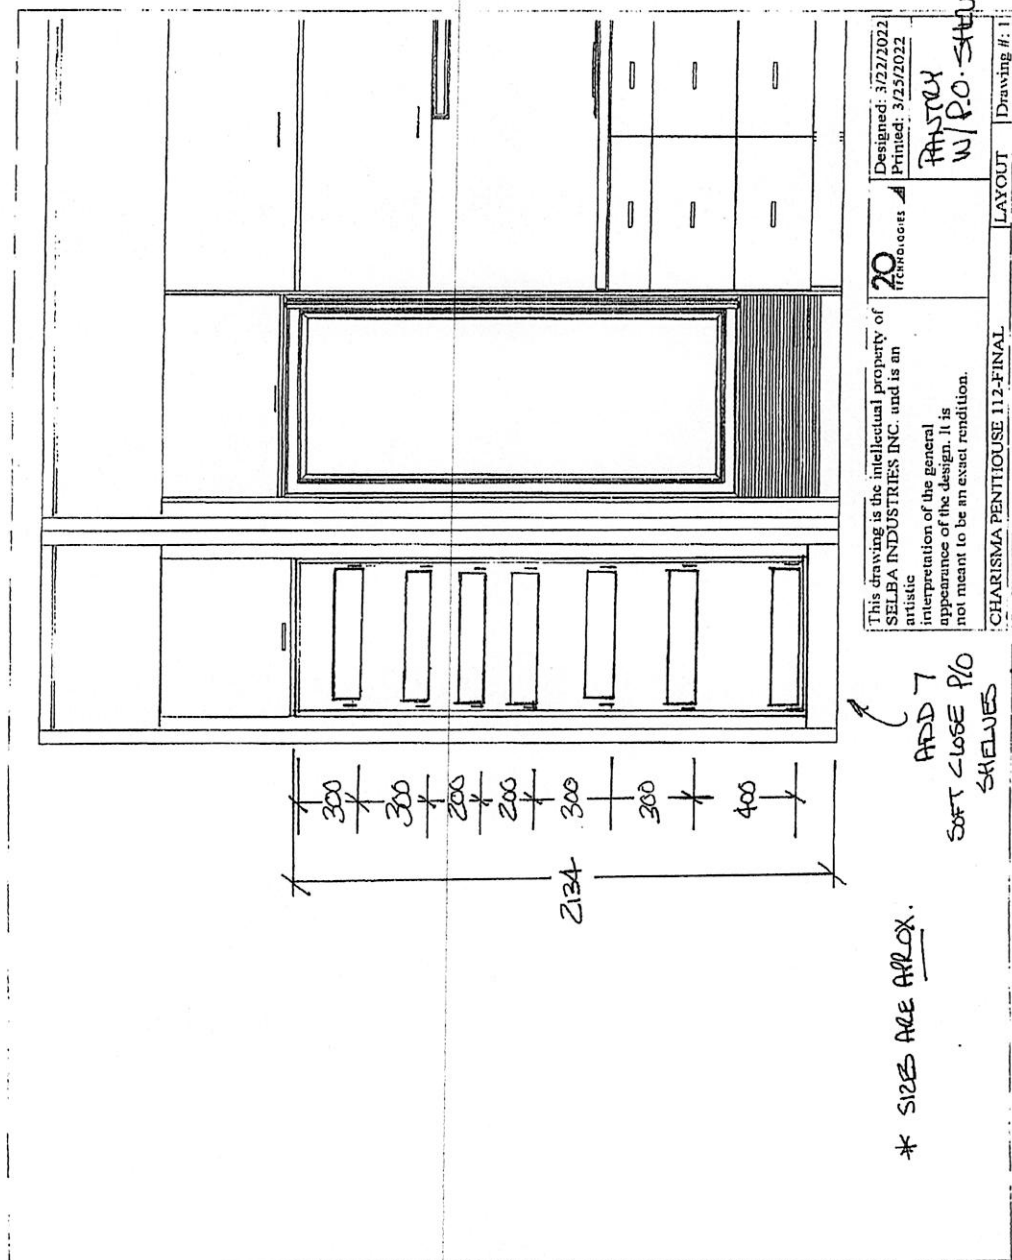 300
300
200
200
300
300
400
2134
* SIZES ARE APROX.
ADD 7
SOFT CLOSE P/O
SHELVES
This drawing is the intellectual property of
SELBA INDUSTRIES INC. and is an
artistic
interpretation of the general
appearance of the design. It is
not meant to be an exact rendition.
20
TECHNOLOGIES
Designed: 3/22/2022
Printed: 3/25/2022
PANTRY
W/ P.O.
CHARISMA PENTHOUSE 112-FINAL
LAYOUT
Drawing #: 1